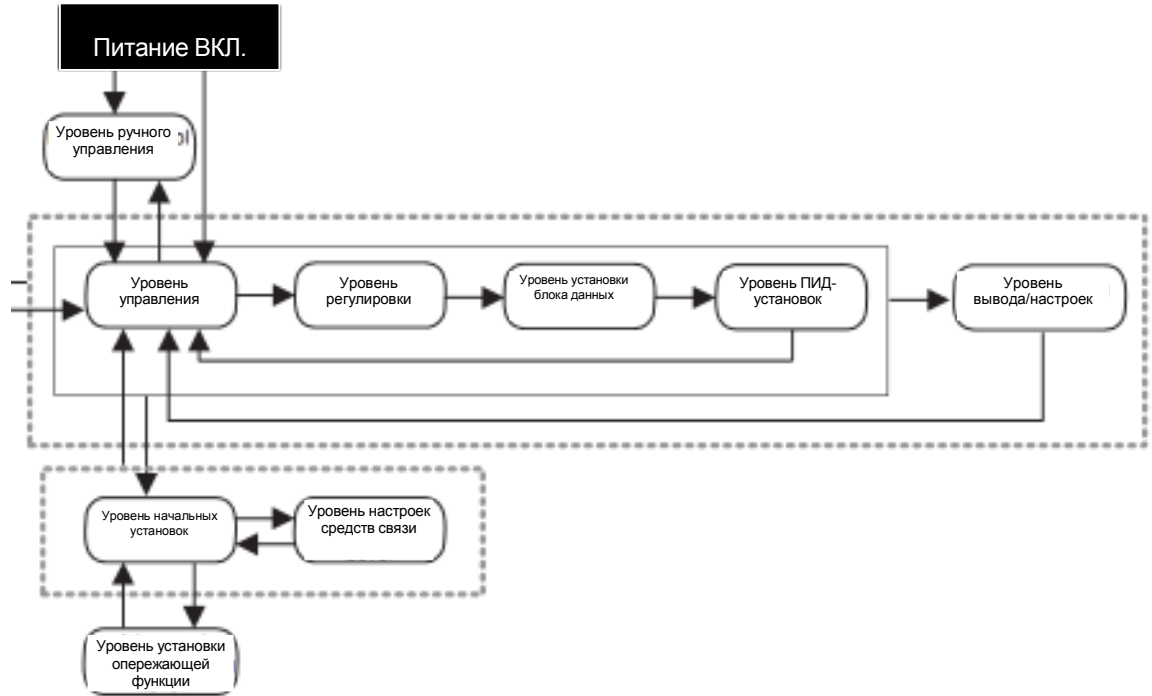 Питание ВКЛ.
Уровень ручного
управления
Уровень
управления
Уровень
регулировки
Уровень установки
блока данных
Уровень ПИД-
установок
Уровень
вывода/настроек
Уровень начальных
установок
Уровень настроек
средств связи
Уровень установки
опережающей
функции